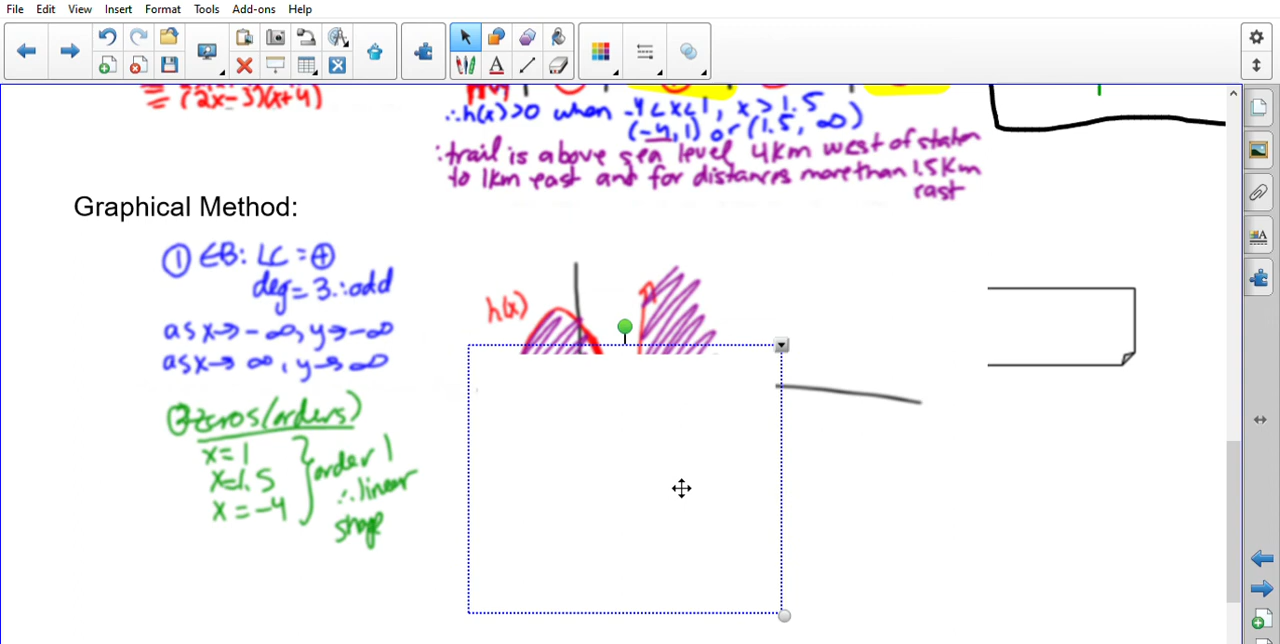 File Edit View Insert Format Tools Add-ons Help
= (2x-3)(x+4)
∴h(x)>0 when -4<x<1, x>1.5
(-4,1) or (1.5, ∞)
∴trail is above sea level 4km west of station
to 1km east and for distances more than 1.5km
east
Graphical Method:
① EB: LC = ⊕
deg = 3 ∴ odd
as x→ -∞, y→ -∞
as x→ ∞, y→ ∞
② zeros (orders)
x=1
x=1.5
x=-4
order 1
∴ linear
shape
h(x)